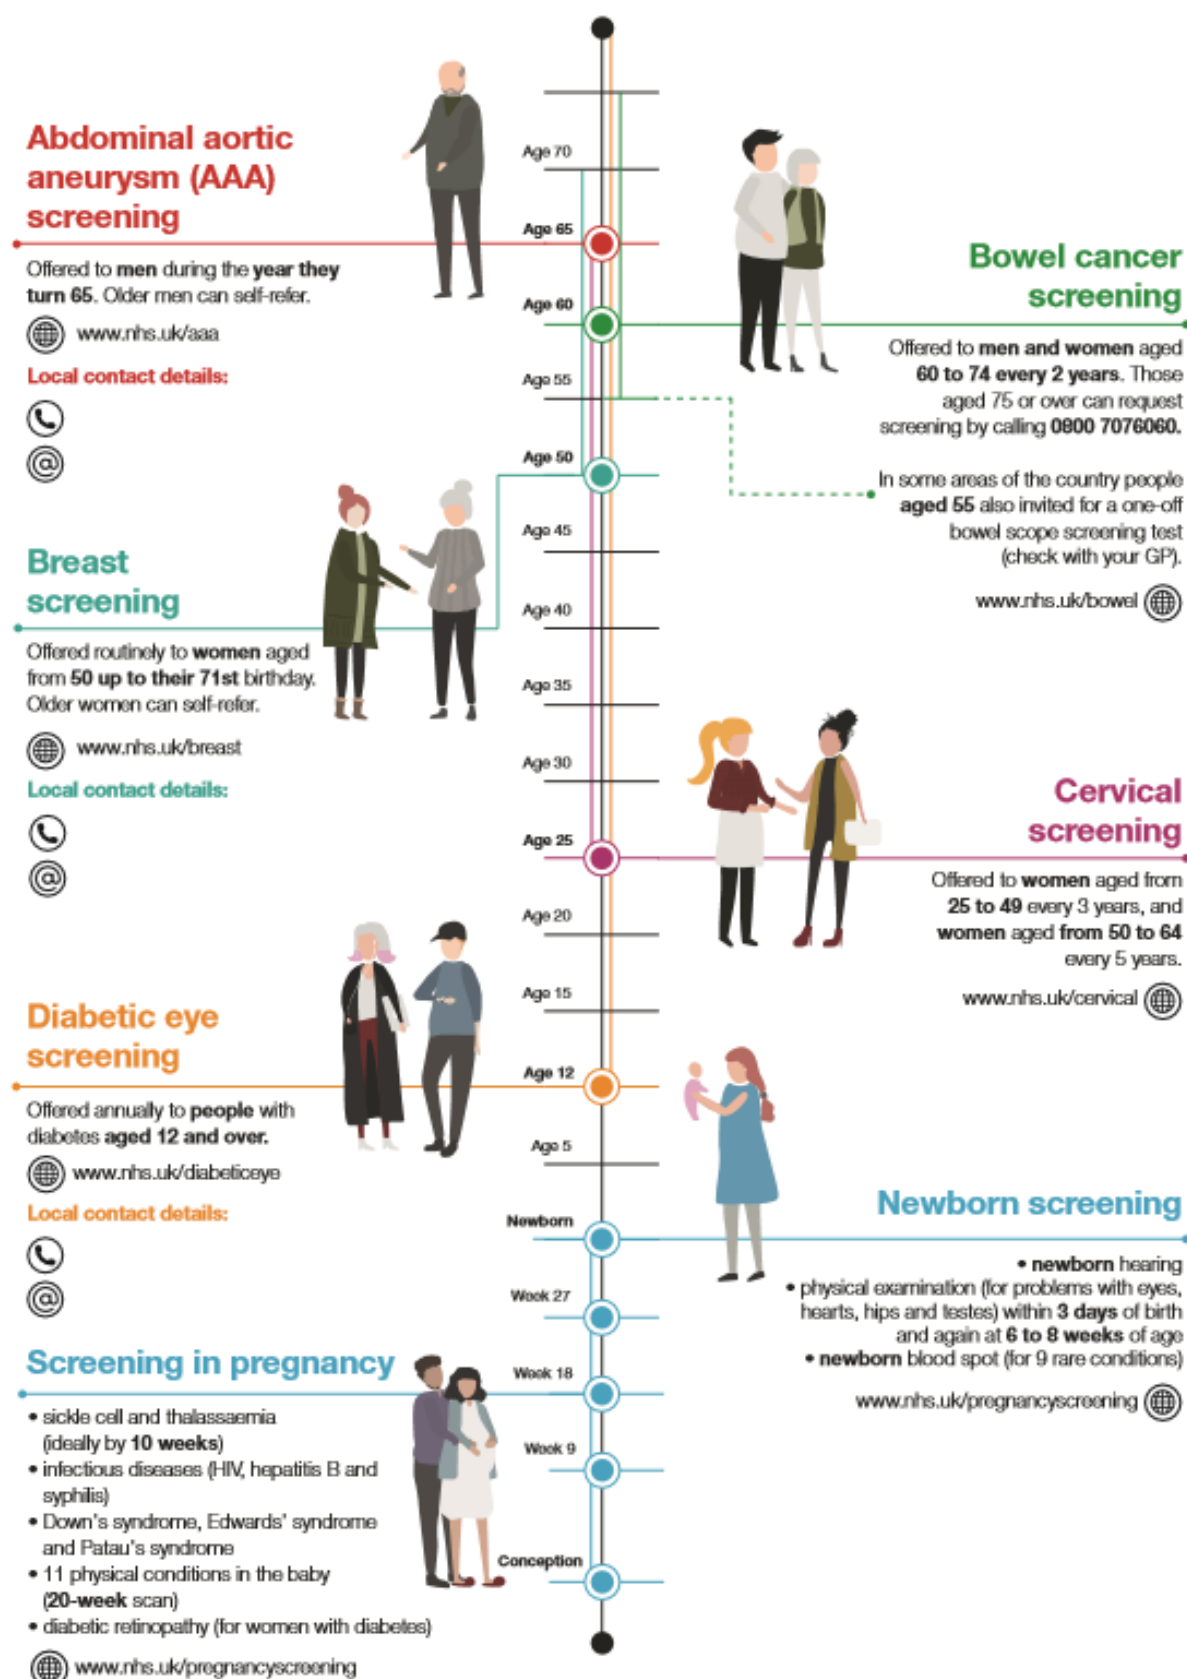 Abdominal aortic
aneurysm (AAA)
screening
Offered to men during the year they
turn 65. Older men can self-refer.
www.nhs.uk/aaa
Local contact details:
Breast
screening
Offered routinely to women aged
from 50 up to their 71st birthday.
Older women can self-refer.
www.nhs.uk/breast
Local contact details:
Diabetic eye
screening
Offered annually to people with
diabetes aged 12 and over.
www.nhs.uk/diabeticeye
Local contact details:
Screening in pregnancy
• sickle cell and thalassaemia
(ideally by 10 weeks)
• infectious diseases (HIV, hepatitis B and
syphilis)
• Down's syndrome, Edwards' syndrome
and Patau's syndrome
• 11 physical conditions in the baby
(20-week scan)
• diabetic retinopathy (for women with diabetes)
www.nhs.uk/pregnancyscreening
Age 70
Age 65
Age 60
Age 55
Age 50
Age 45
Age 40
Age 35
Age 30
Age 25
Age 20
Age 15
Age 12
Age 5
Newborn
Week 27
Week 18
Week 9
Conception
Bowel cancer
screening
Offered to men and women aged
60 to 74 every 2 years. Those
aged 75 or over can request
screening by calling 0800 7076060.
In some areas of the country people
aged 55 also invited for a one-off
bowel scope screening test
(check with your GP).
www.nhs.uk/bowel
Cervical
screening
Offered to women aged from
25 to 49 every 3 years, and
women aged from 50 to 64
every 5 years.
www.nhs.uk/cervical
Newborn screening
• newborn hearing
• physical examination (for problems with eyes,
hearts, hips and testes) within 3 days of birth
and again at 6 to 8 weeks of age
• newborn blood spot (for 9 rare conditions)
www.nhs.uk/pregnancyscreening